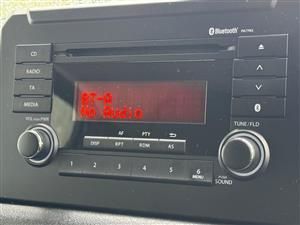 Bluetooth
CD
RADIO
TA
MEDIA
BT-A
No Audio
VOL PUSH PWR
AF PTY
DISP RPT RDM AS
1 2 3 4 5 6
MENU
TUNE/FLD
PUSH SOUND